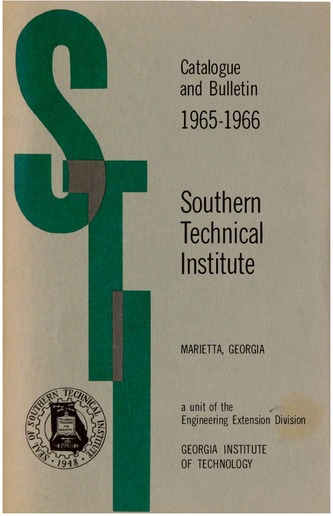 STI
Catalogue
and Bulletin
1965-1966
Southern
Technical
Institute
MARIETTA, GEORGIA
a unit of the
Engineering Extension Division
GEORGIA INSTITUTE
OF TECHNOLOGY
SEAL OF SOUTHERN TECHNICAL INSTITUTE
• 1948 •